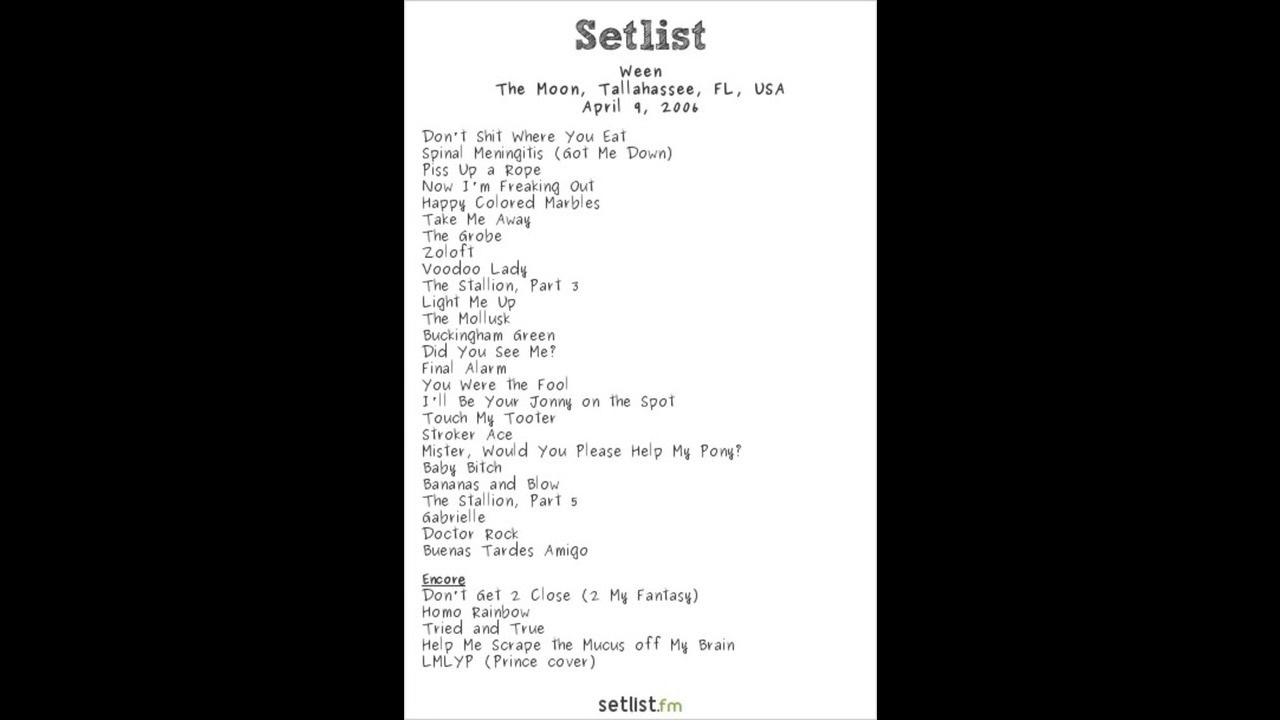 Setlist
Ween
The Moon, Tallahassee, FL, USA
April 9, 2006
Don't Shit Where You Eat
Spinal Meningitis (Got Me Down)
Piss Up a Rope
Now I'm Freaking Out
Happy Colored Marbles
Take Me Away
The Grobe
Zoloft
Voodoo Lady
The Stallion, Part 3
Light Me Up
The Mollusk
Buckingham Green
Did You See Me?
Final Alarm
You Were the Fool
I'll Be Your Jonny on the Spot
Touch My Tooter
Stroker Ace
Mister, Would You Please Help My Pony?
Baby Bitch
Bananas and Blow
The Stallion, Part 5
Gabrielle
Doctor Rock
Buenas Tardes Amigo
Encore
Don't Get 2 Close (2 My Fantasy)
Homo Rainbow
Tried and True
Help Me Scrape the Mucus off My Brain
LMLYP (Prince cover)
setlist.fm